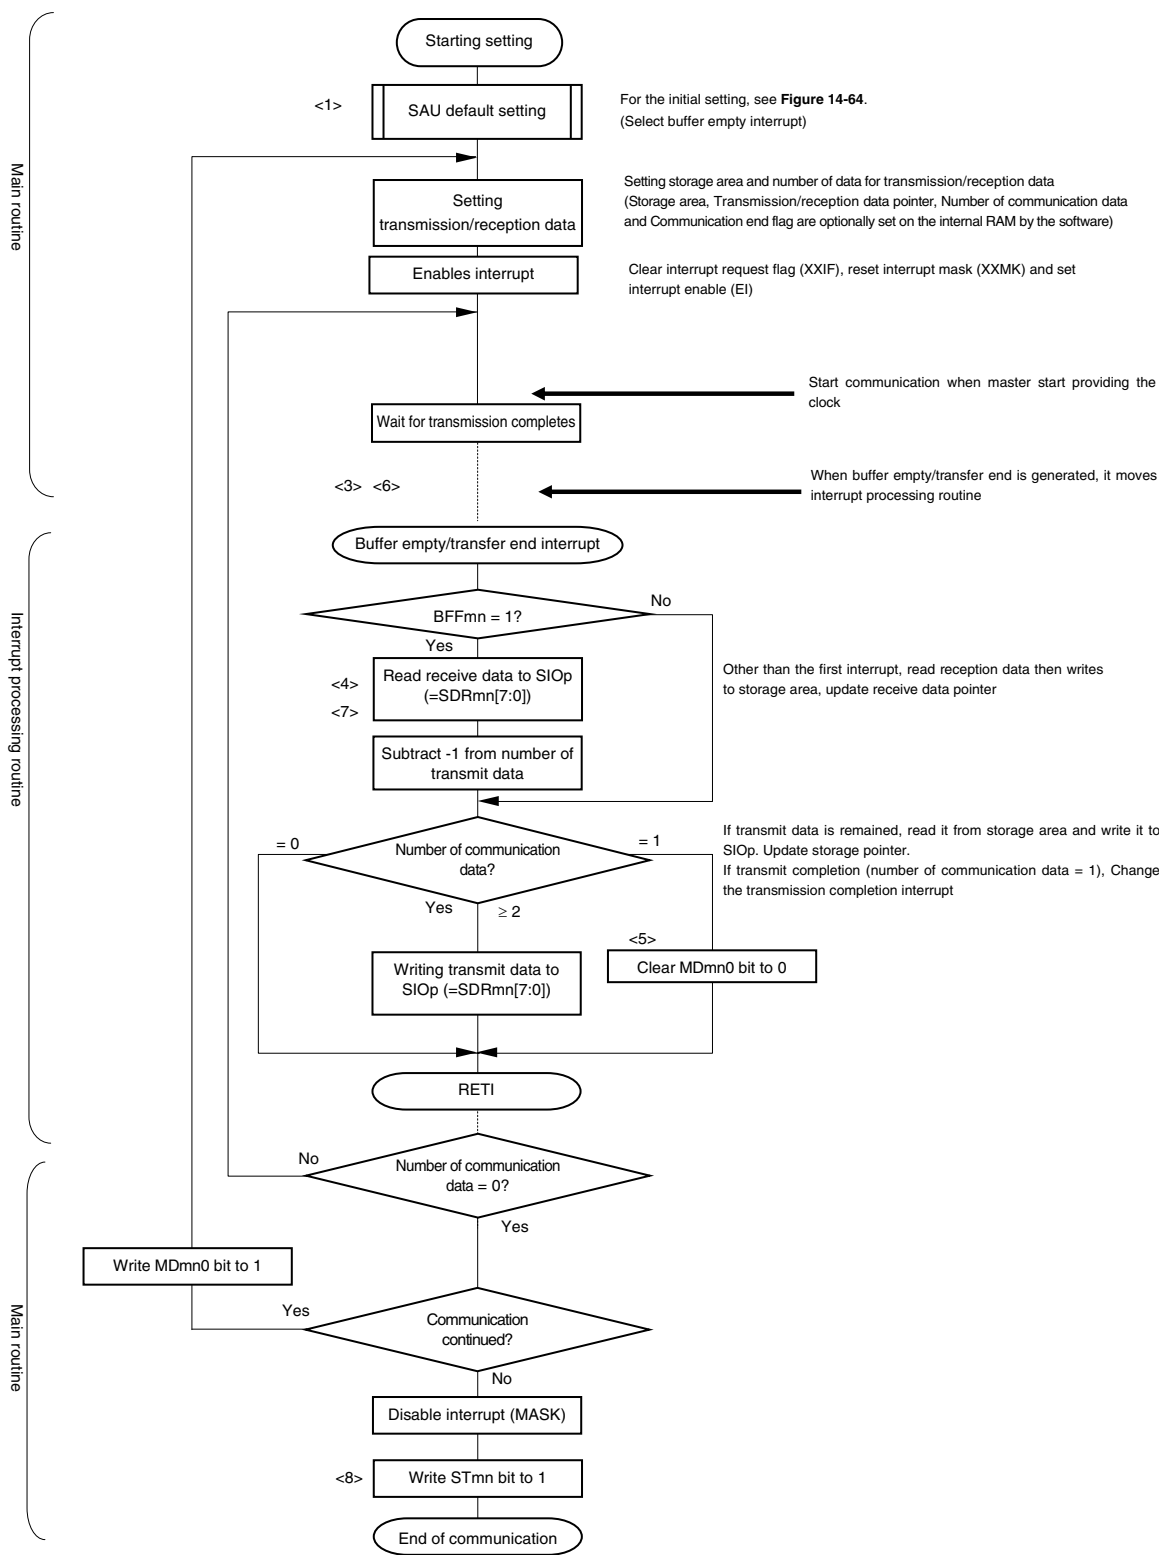 Main routine
Starting setting
<1>
SAU default setting
For the initial setting, see Figure 14-64.
(Select buffer empty interrupt)
Setting
transmission/reception data
Setting storage area and number of data for transmission/reception data
(Storage area, Transmission/reception data pointer, Number of communication data
and Communication end flag are optionally set on the internal RAM by the software)
Enables interrupt
Clear interrupt request flag (XXIF), reset interrupt mask (XXMK) and set
interrupt enable (EI)
Start communication when master start providing the
clock
Wait for transmission completes
<3> <6>
When buffer empty/transfer end is generated, it moves
interrupt processing routine
Interrupt processing routine
Buffer empty/transfer end interrupt
BFFmn = 1?
No
Yes
<4>
<7>
Read receive data to SIOp
(=SDRmn[7:0])
Other than the first interrupt, read reception data then writes
to storage area, update receive data pointer
Subtract -1 from number of
transmit data
= 0
Number of communication
data?
= 1
If transmit data is remained, read it from storage area and write it to
SIOp. Update storage pointer.
If transmit completion (number of communication data = 1), Change
the transmission completion interrupt
Yes
≥ 2
<5>
Writing transmit data to
SIOp (=SDRmn[7:0])
Clear MDmn0 bit to 0
RETI
Main routine
No
Number of communication
data = 0?
Yes
Write MDmn0 bit to 1
Yes
Communication
continued?
No
Disable interrupt (MASK)
<8>
Write STmn bit to 1
End of communication